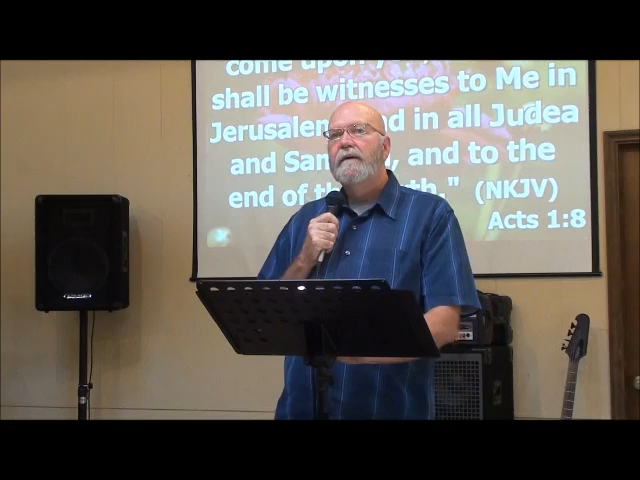 come upon
shall be witnesses to Me in
and in all Judea
and to the
end of
(NKJV)
Acts 1:8